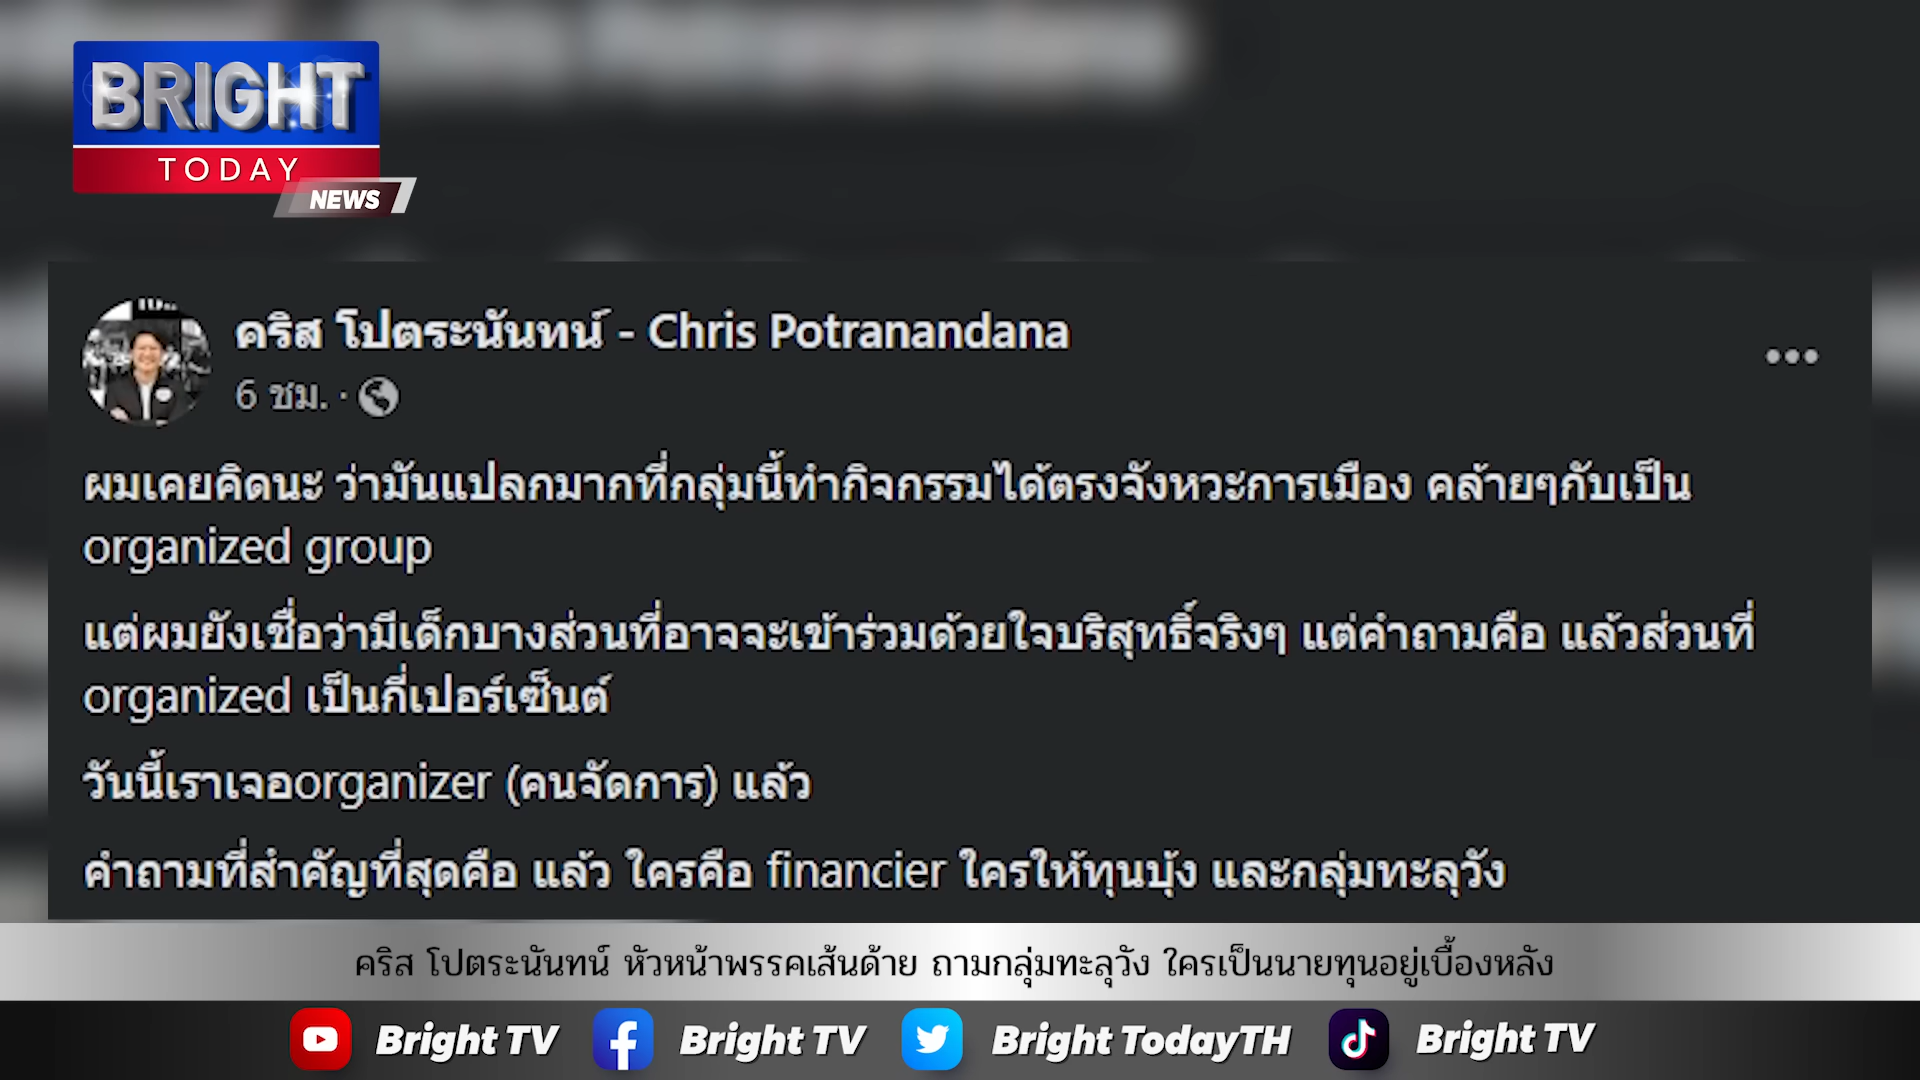 BRIGHT
TODAY
NEWS
คริส โปตระนันทน์ - Chris Potranandana
6 ชม. ·
ผมเคยคิดนะ ว่ามันแปลกมากที่กลุ่มนี้ทำกิจกรรมได้ตรงจังหวะการเมือง คล้ายๆกับเป็น
organized group
แต่ผมยังเชื่อว่ามีเด็กบางส่วนที่อาจจะเข้าร่วมด้วยใจบริสุทธิ์จริงๆ แต่คำถามคือ แล้วส่วนที่
organized เป็นกี่เปอร์เซ็นต์
วันนี้เราเจอorganizer (คนจัดการ) แล้ว
คำถามที่สำคัญที่สุดคือ แล้ว ใครคือ financier ใครให้ทุนบุ้ง และกลุ่มทะลุวัง
คริส โปตระนันทน์ หัวหน้าพรรคเส้นด้าย ถามกลุ่มทะลุวัง ใครเป็นนายทุนอยู่เบื้องหลัง
Bright TV Bright TV Bright TodayTH Bright TV